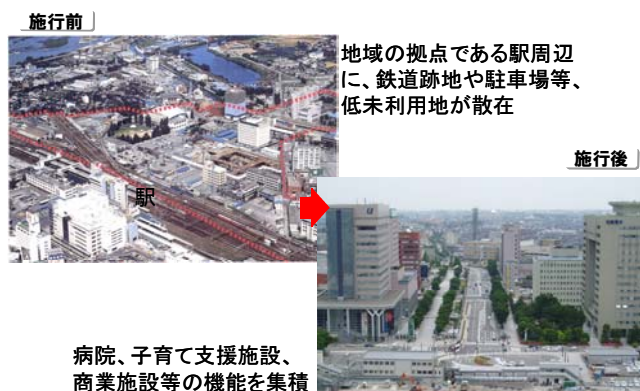 施行前
地域の拠点である駅周辺
に、鉄道跡地や駐車場等、
低未利用地が散在
施行後
駅
病院、子育て支援施設、
商業施設等の機能を集積